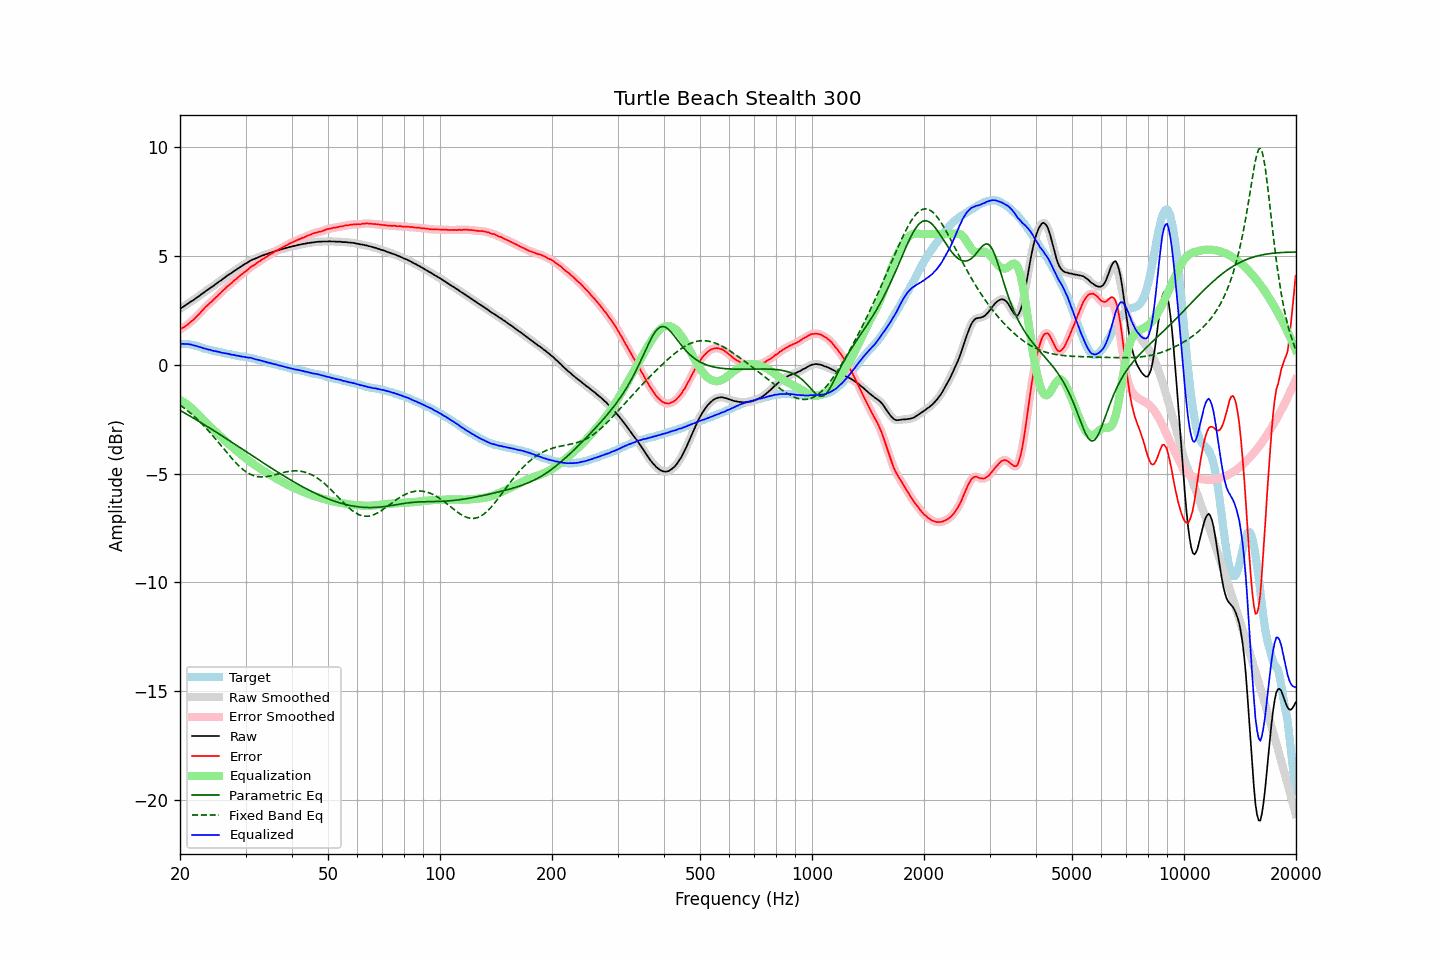 Turtle Beach Stealth 300
Amplitude (dBr)
10
5
0
−5
−10
−15
−20
Target
Raw Smoothed
Error Smoothed
Raw
Error
Equalization
Parametric Eq
Fixed Band Eq
Equalized
20 50 100 200 500 1000 2000 5000 10000 20000
Frequency (Hz)